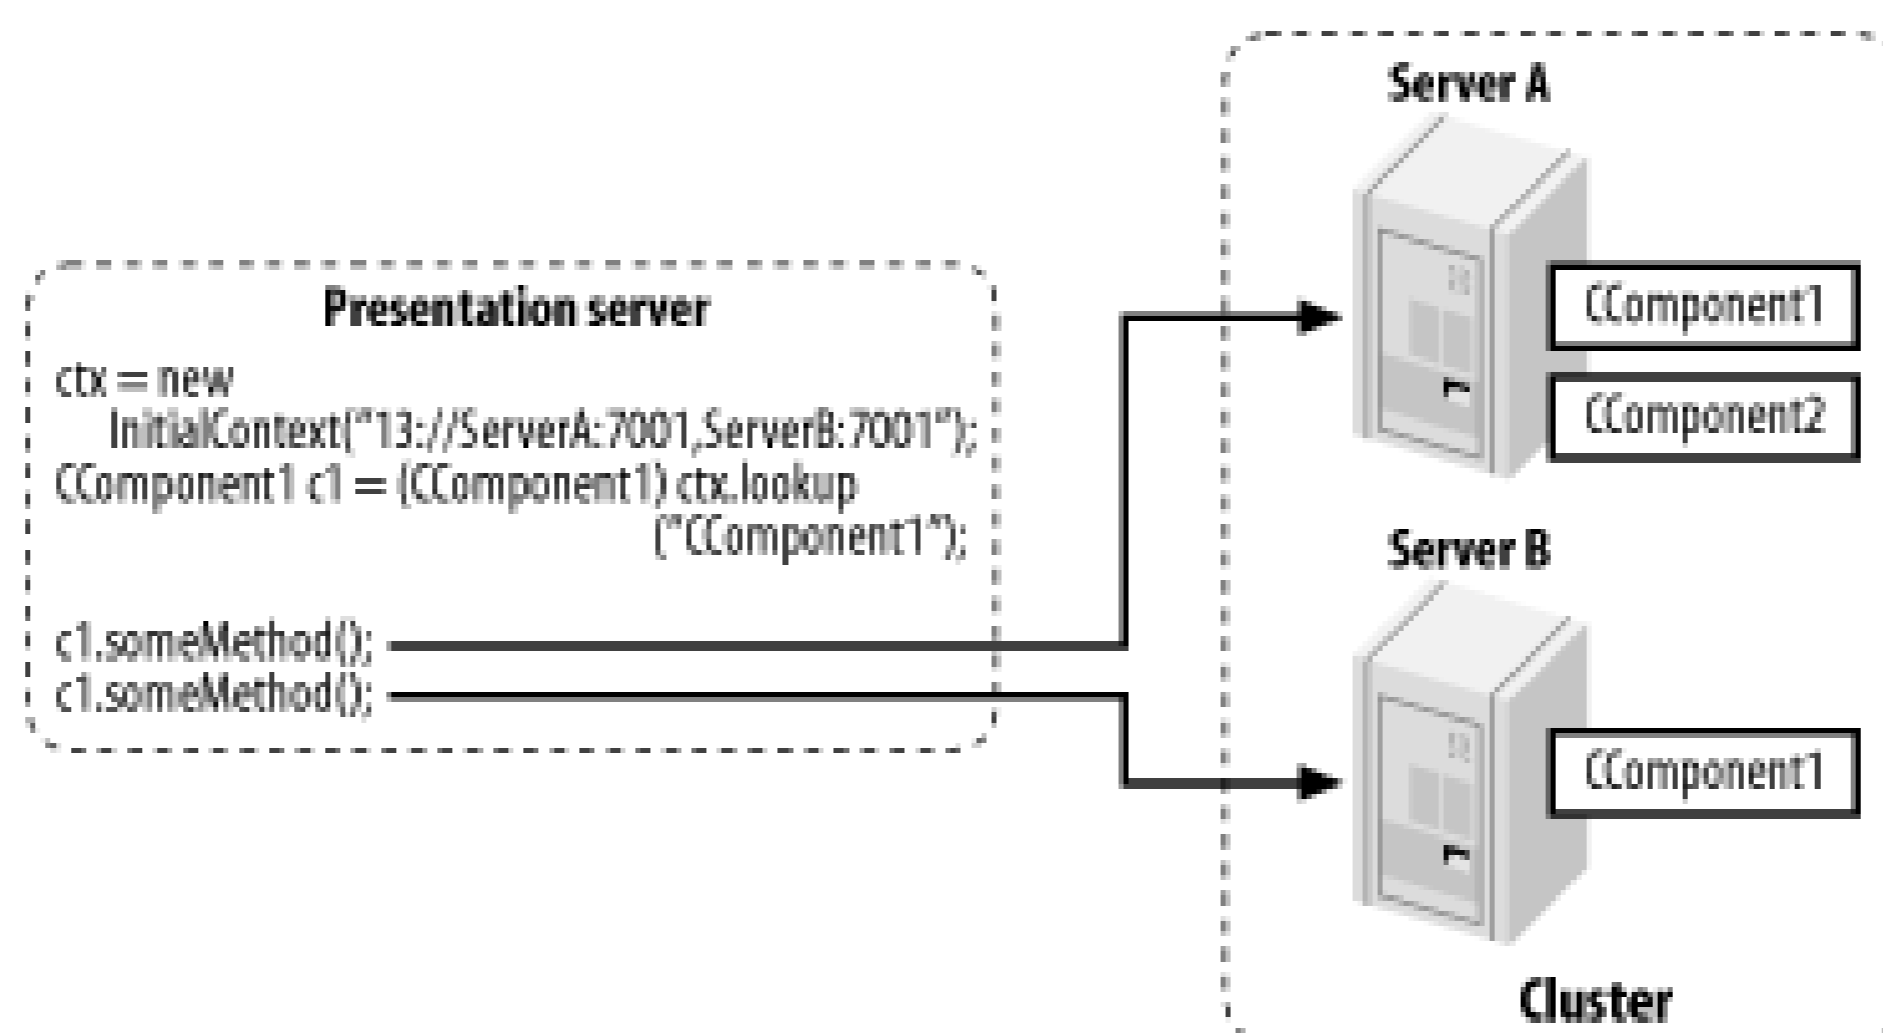 Presentation server
ctx = new
InitialContext("13://ServerA:7001,ServerB:7001");
CComponent1 c1 = (CComponent1) ctx.lookup
("CComponent1");
c1.someMethod();
c1.someMethod();
Server A
CComponent1
CComponent2
Server B
CComponent1
Cluster